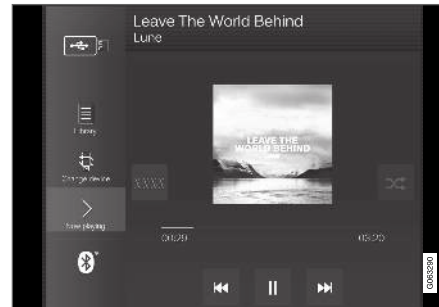 Leave The World Behind
Lune
Library
Change device
LEAVE THE
WORLD BEHIND
Now playing
00:29
03:20
G063290